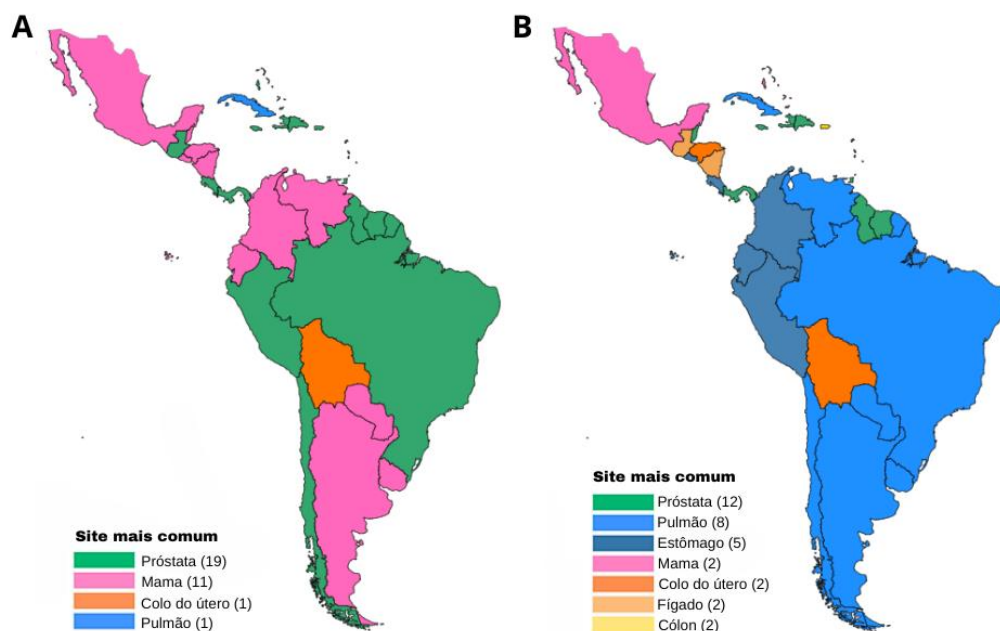 A
B
Site mais comum
Próstata (19)
Mama (11)
Colo do útero (1)
Pulmão (1)
Site mais comum
Próstata (12)
Pulmão (8)
Estômago (5)
Mama (2)
Colo do útero (2)
Fígado (2)
Cólon (2)